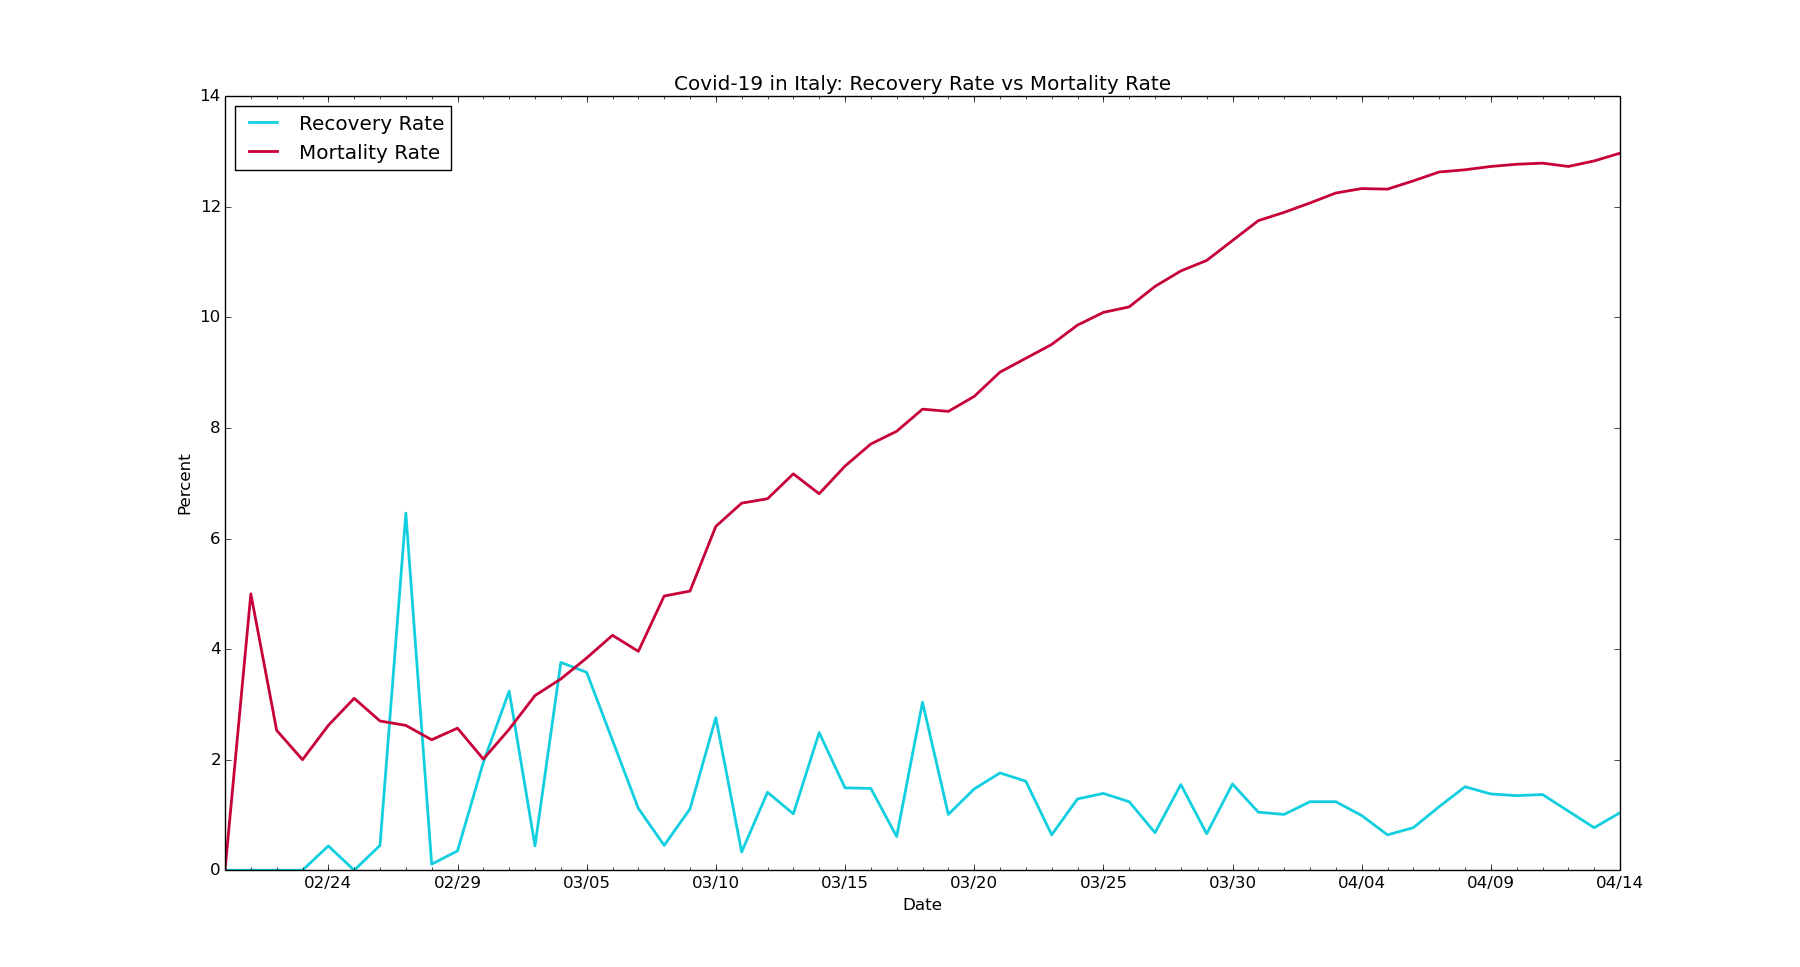 Covid-19 in Italy: Recovery Rate vs Mortality Rate
14
Recovery Rate
Mortality Rate
12
10
8
Percent
6
4
2
0
02/24 02/29 03/05 03/10 03/15 03/20 03/25 03/30 04/04 04/09 04/14
Date